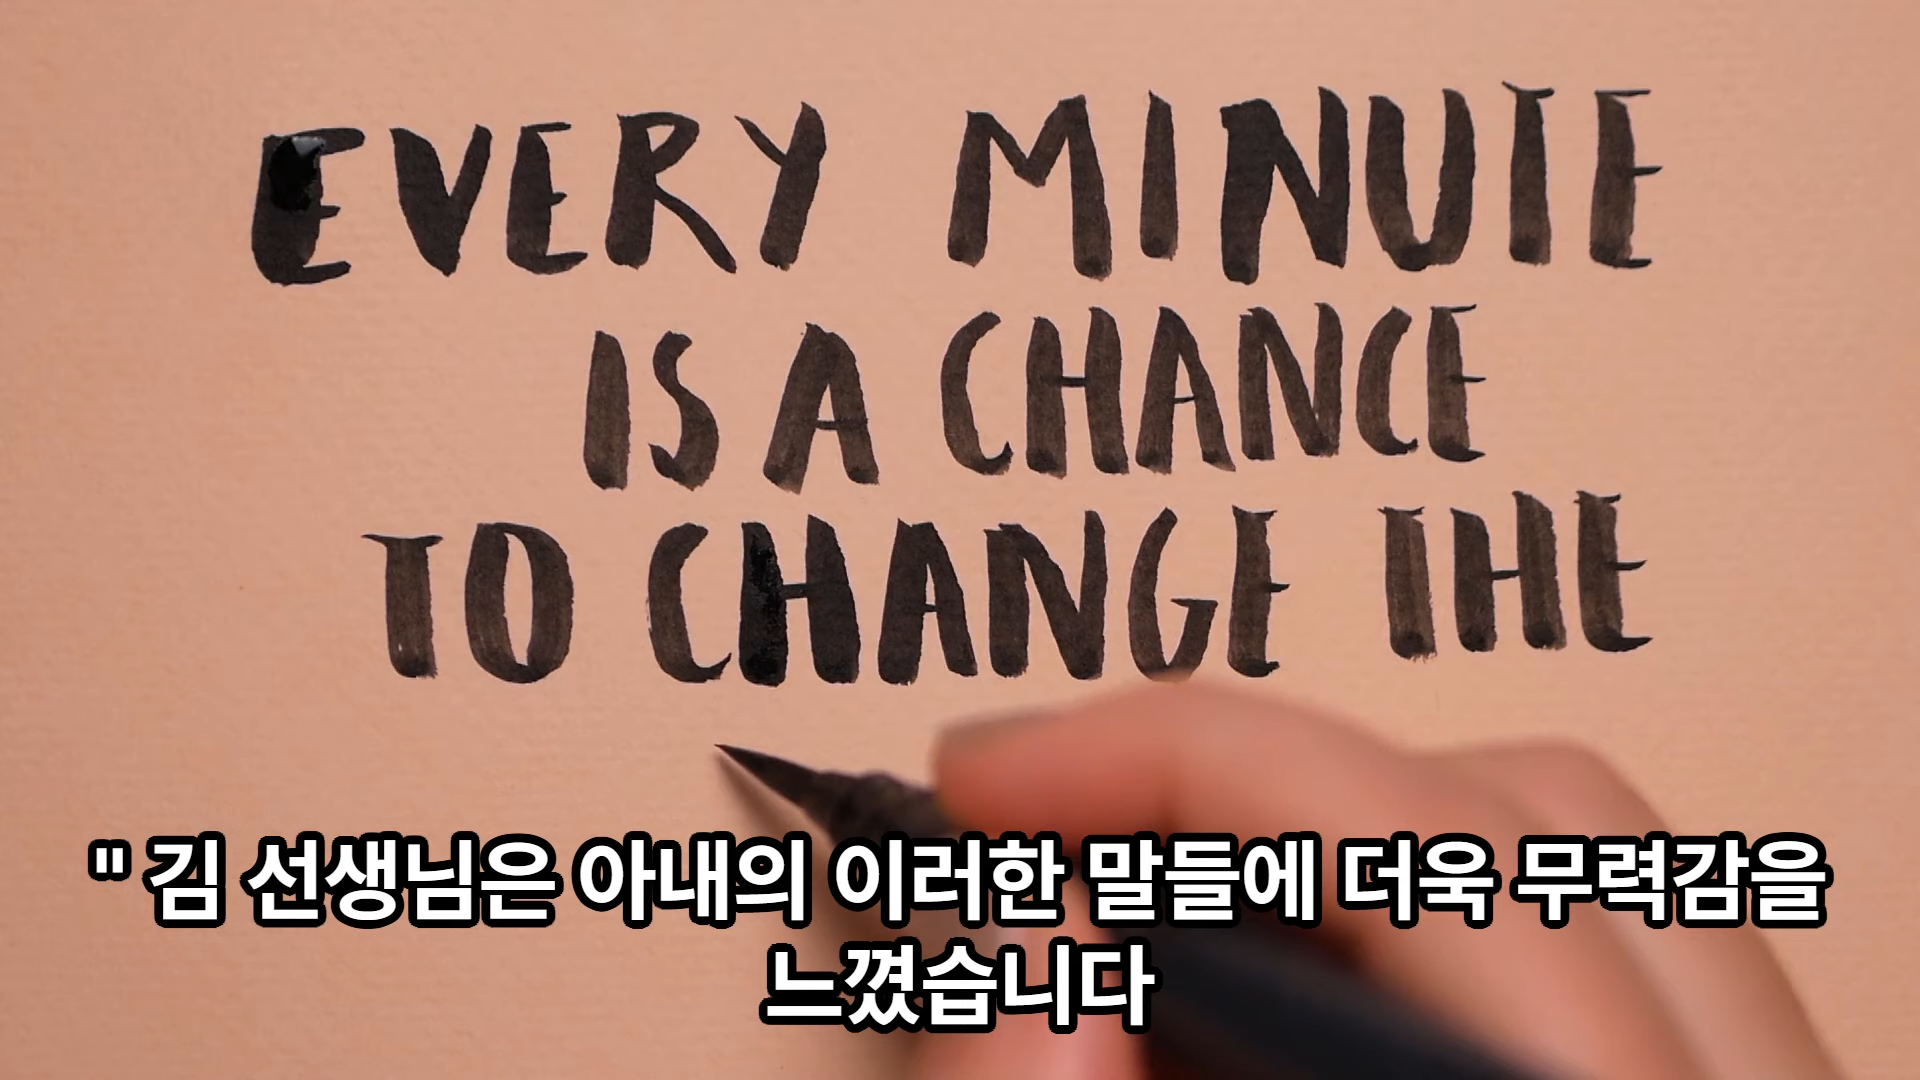 EVERY MINUTE
IS A CHANCE
TO CHANGE THE
" 김 선생님은 아내의 이러한 말들에 더욱 무력감을
느꼈습니다